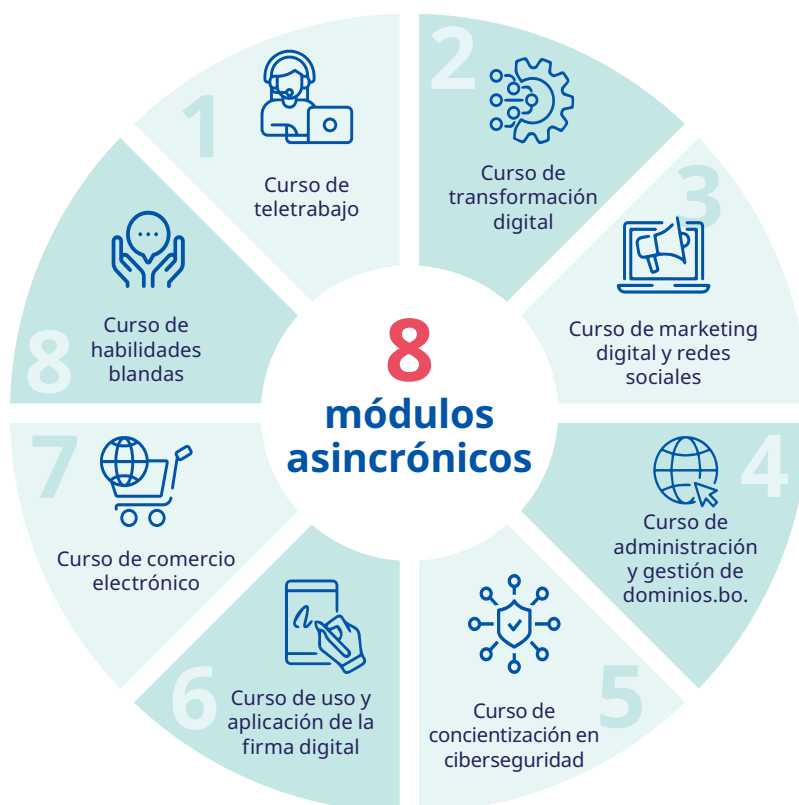 8
módulos
asincrónicos
1
Curso de
teletrabajo
2
Curso de
transformación
digital
3
Curso de marketing
digital y redes
sociales
4
Curso de
administración
y gestión de
dominios.bo.
5
Curso de
concientización en
ciberseguridad
6
Curso de uso y
aplicación de la
firma digital
7
Curso de comercio
electrónico
8
Curso de
habilidades
blandas